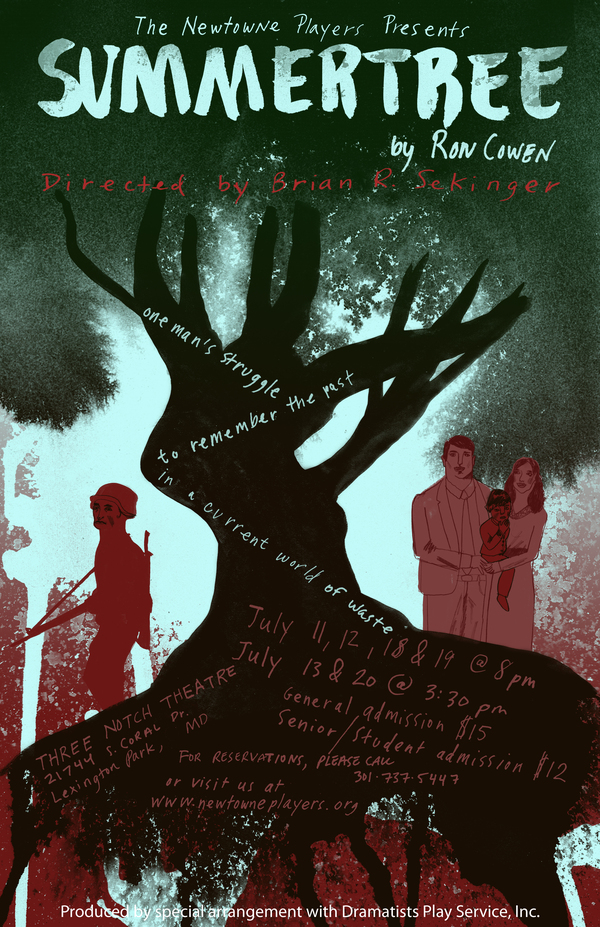 The Newtowne Players Presents
SUMMERTREE
by Ron Cowen
Directed by Brian R. Sekinger
one man's struggle
to remember the past
in a current world of waste
July 11, 12, 18 & 19 @ 8pm
July 13 & 20 @ 3:30 pm
General admission $15
Senior/Student admission $12
THREE NOTCH THEATRE
21744 S. CORAL Dr.
Lexington Park, MD
FOR RESERVATIONS, PLEASE CALL
301·737·5447
or visit us at
www.newtowneplayers.org
Produced by special arrangement with Dramatists Play Service, Inc.